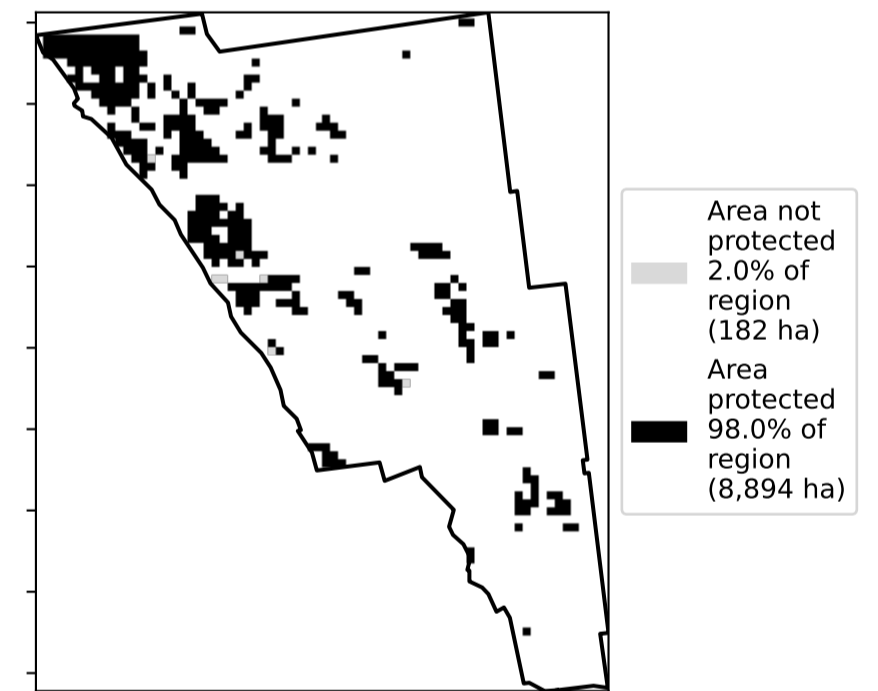 Area not
protected
2.0% of
region
(182 ha)
Area
protected
98.0% of
region
(8,894 ha)